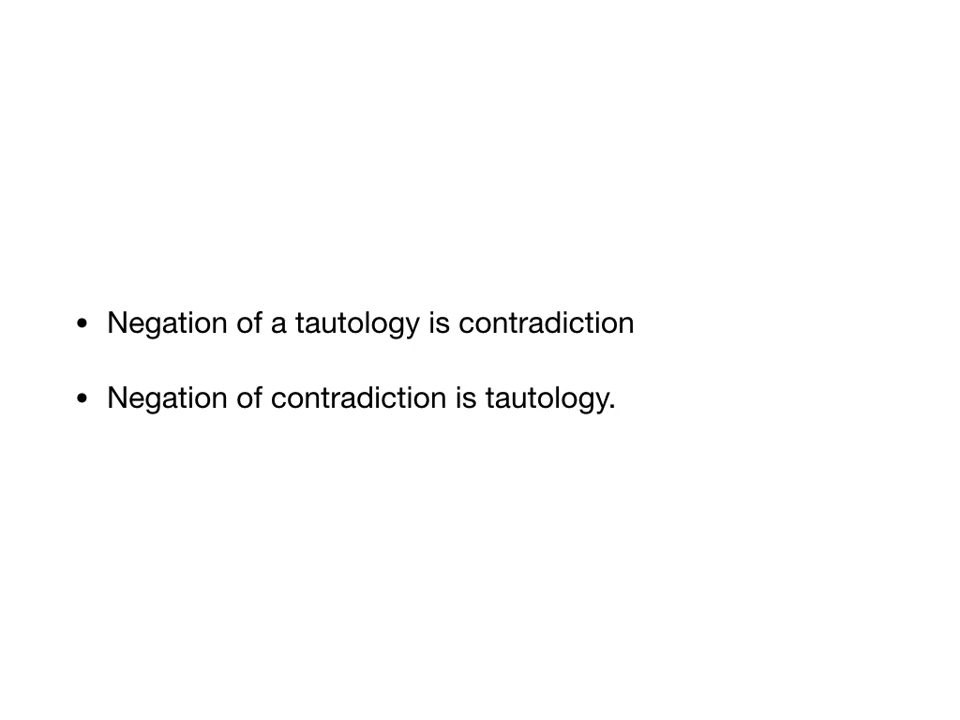 • Negation of a tautology is contradiction
• Negation of contradiction is tautology.